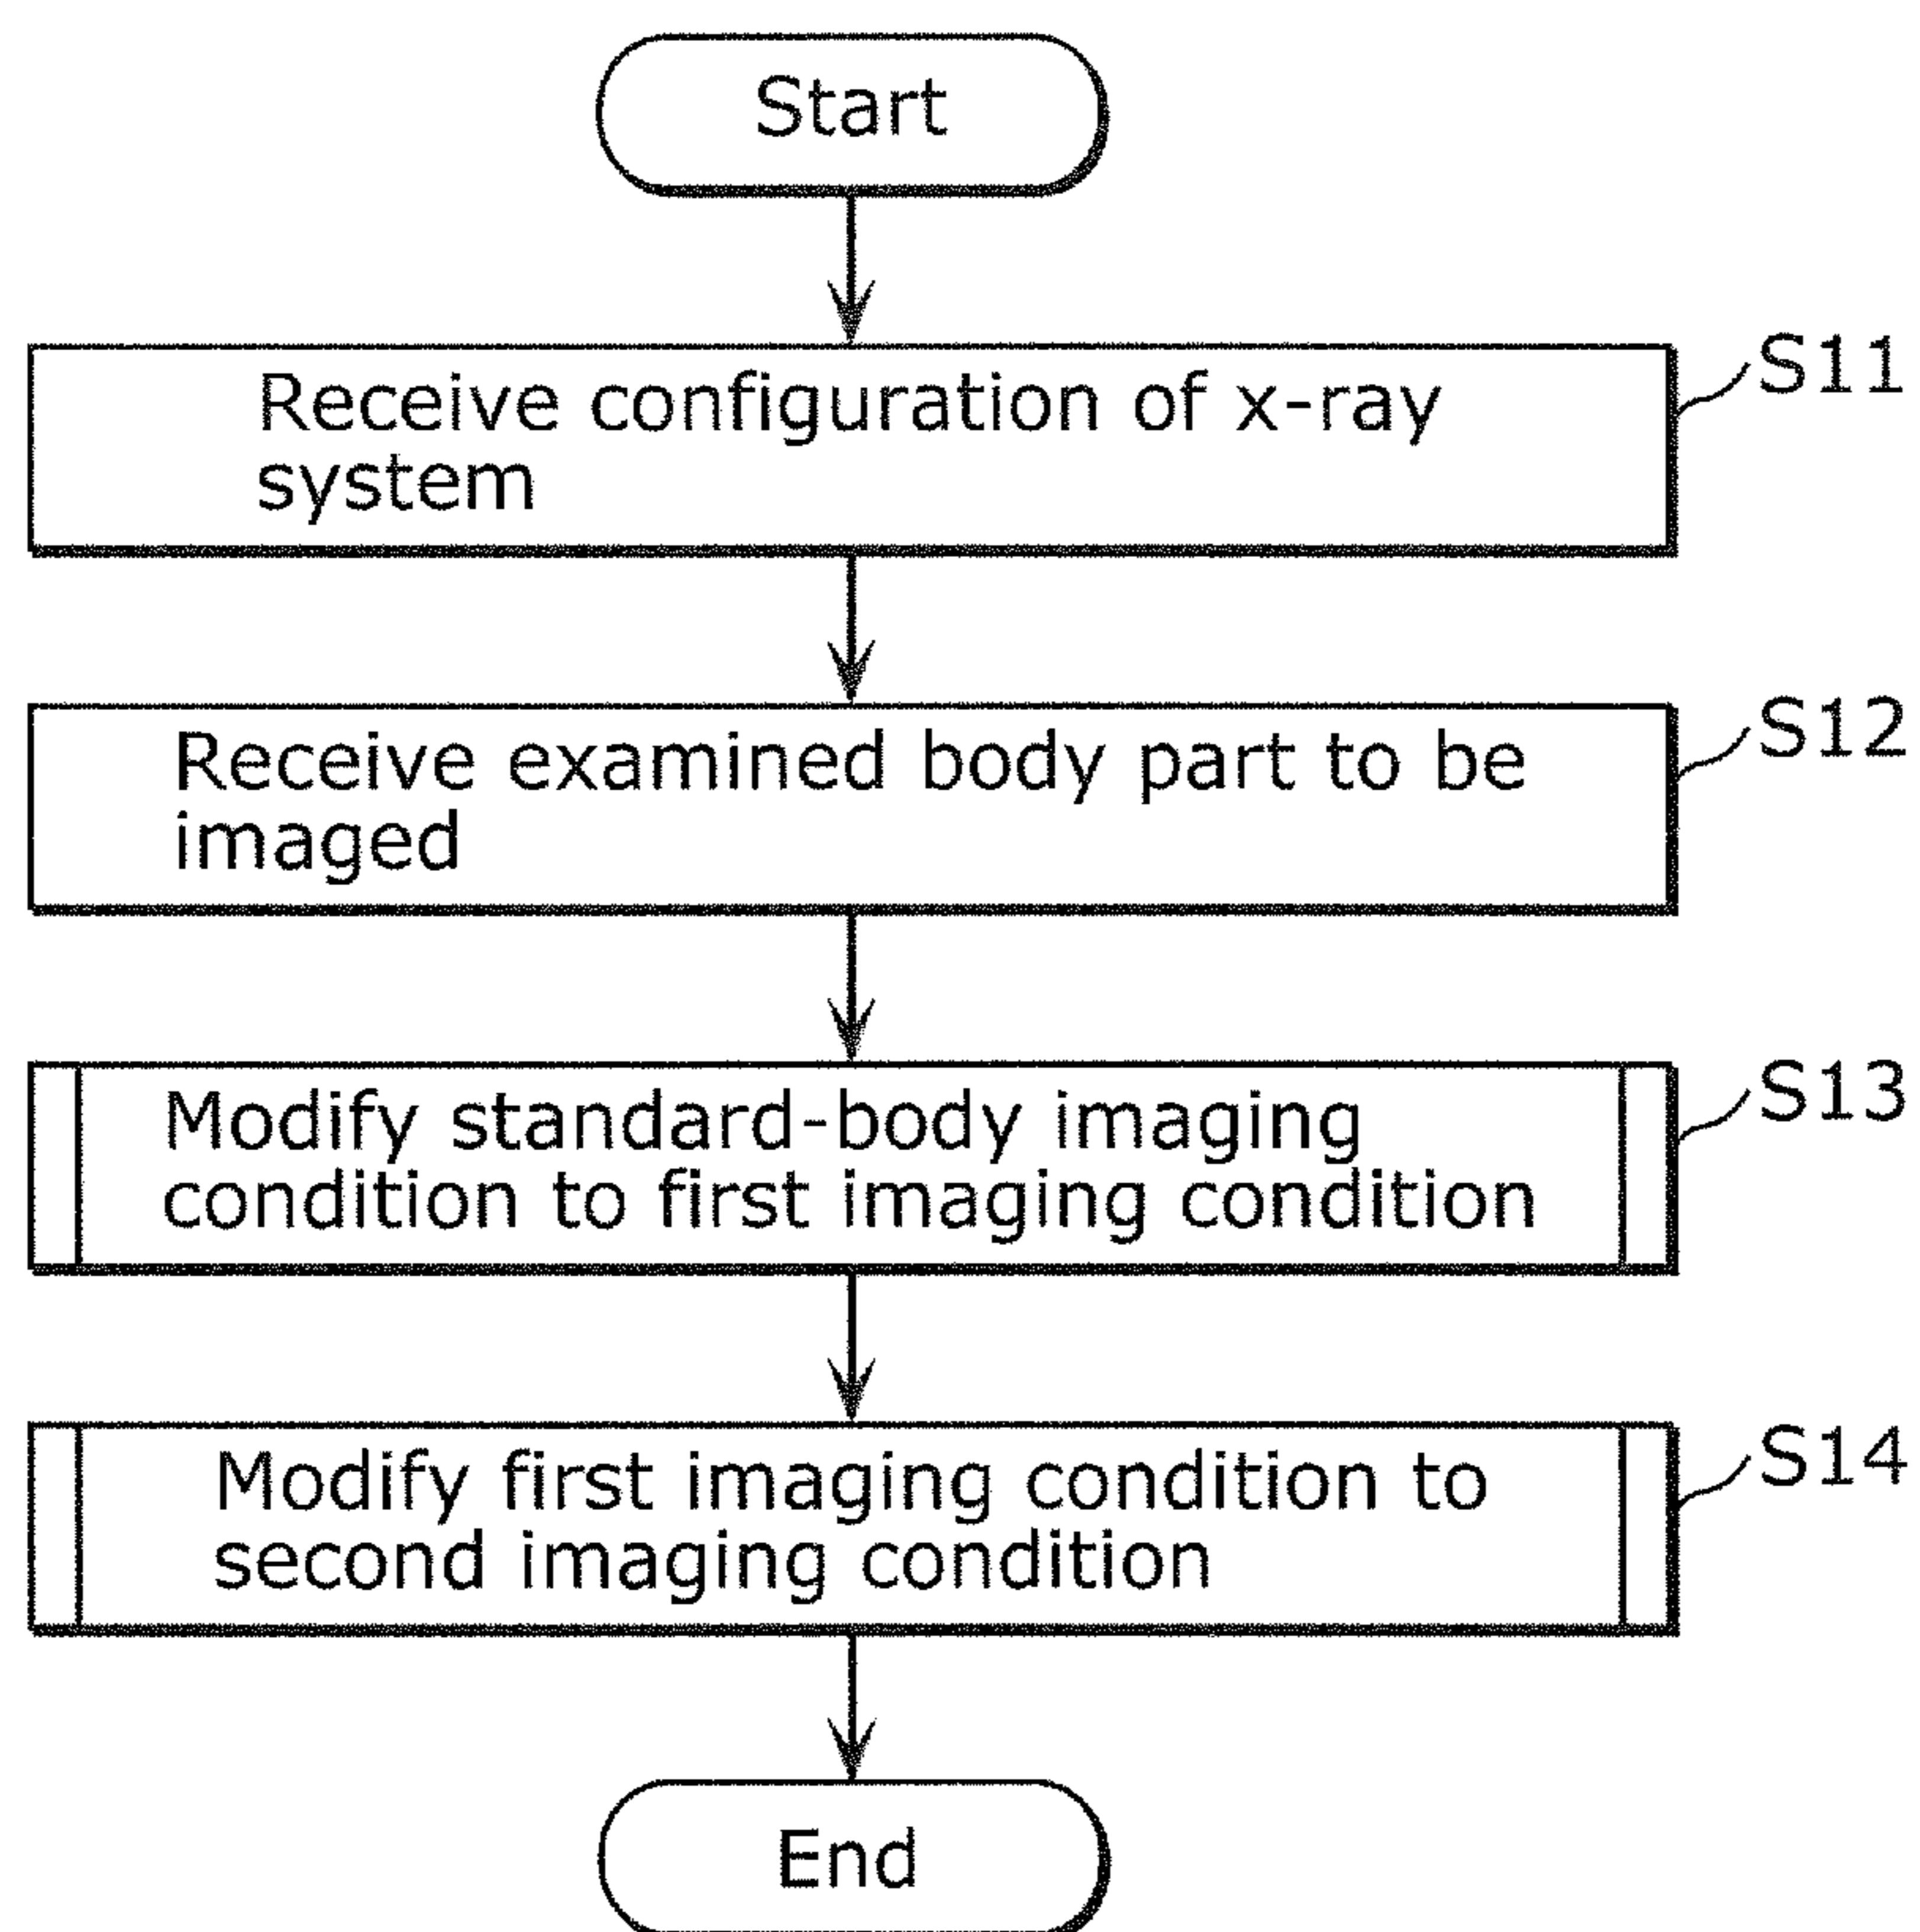 Start
Receive configuration of x-ray
system
S11
Receive examined body part to be
imaged
S12
Modify standard-body imaging
condition to first imaging condition
S13
Modify first imaging condition to
second imaging condition
S14
End